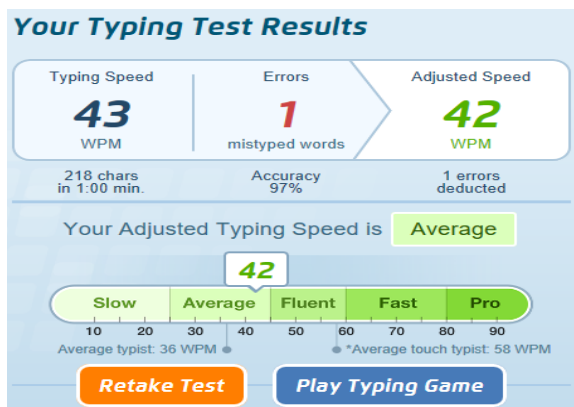 Your Typing Test Results
Typing Speed Errors Adjusted Speed
43 1 42
WPM mistyped words WPM
218 chars Accuracy 1 errors
in 1:00 min. 97% deducted
Your Adjusted Typing Speed is Average
42
Slow Average Fluent Fast Pro
10 20 30 40 50 60 70 80 90
Average typist: 36 WPM *Average touch typist: 58 WPM
Retake Test Play Typing Game